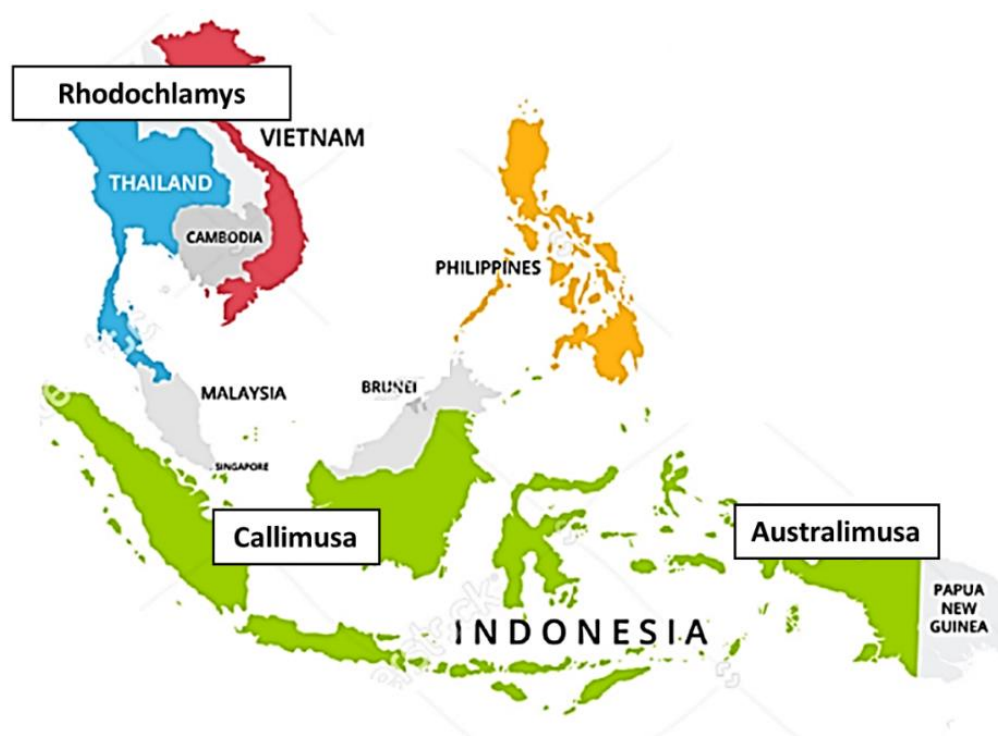 Rhodochlamys
VIETNAM
THAILAND
CAMBODIA
PHILIPPINES
MALAYSIA
BRUNEI
SINGAPORE
Callimusa
Australimusa
PAPUA
NEW
GUINEA
INDONESIA